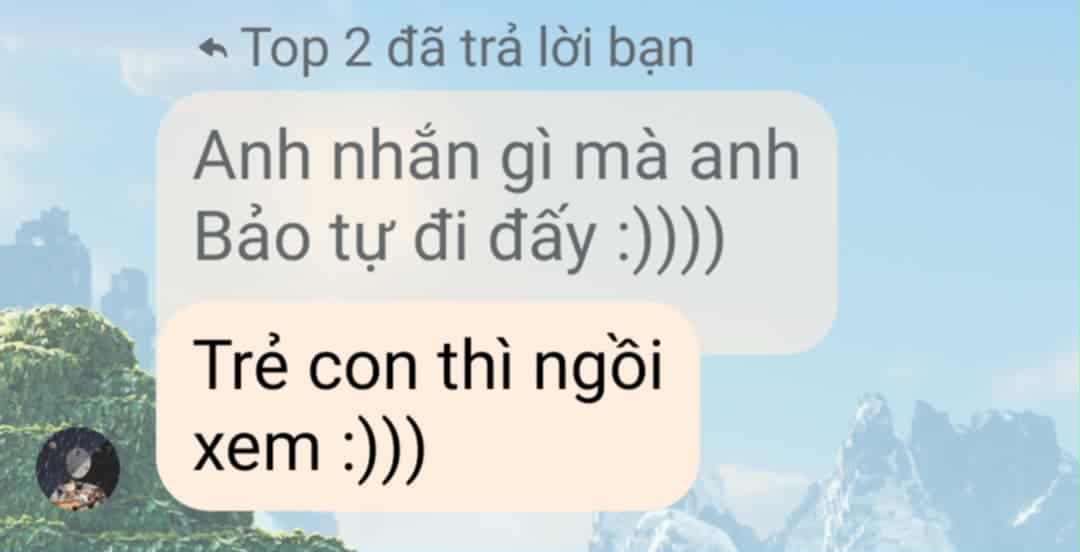 Top 2 đã trả lời bạn
Anh nhắn gì mà anh
Bảo tự đi đấy :))))
Trẻ con thì ngồi
xem :)))